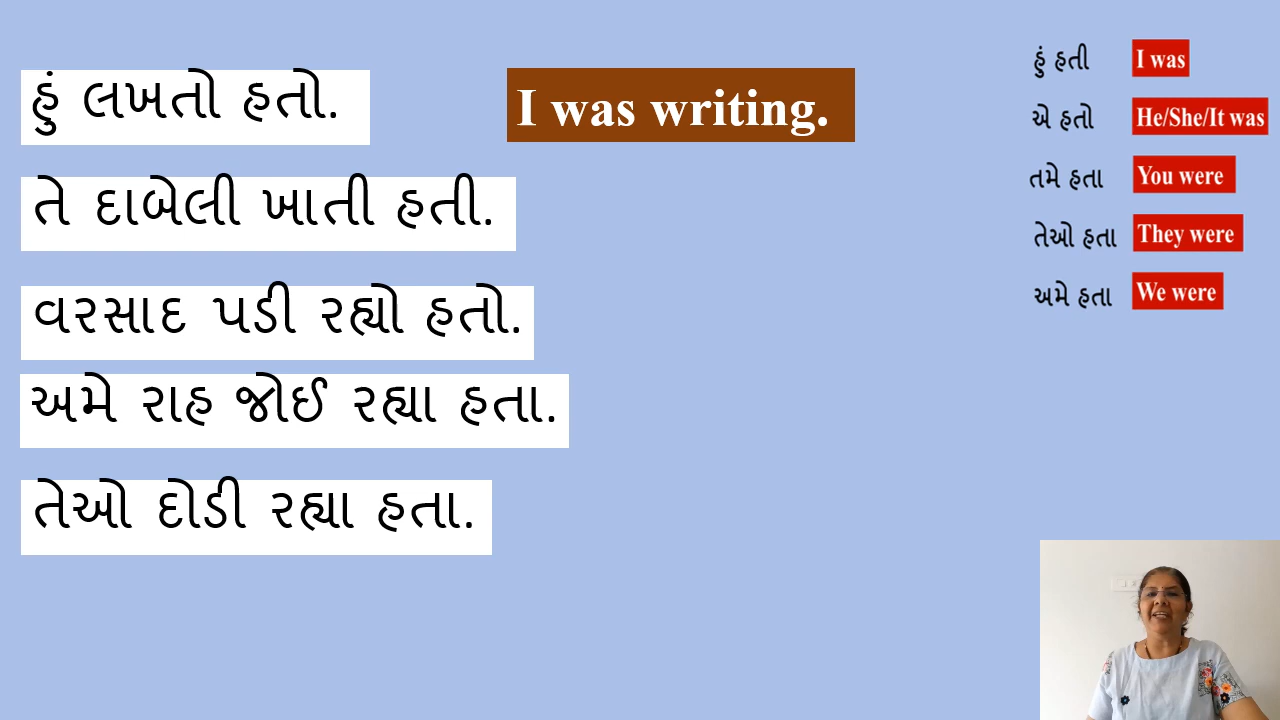 હું લખતો હતો.
I was writing.
તે દાબેલી ખાતી હતી.
વરસાદ પડી રહ્યો હતો.
અમે રાહ જોઈ રહ્યા હતા.
તેઓ દોડી રહ્યા હતા.
હું હતી I was
એ હતો He/She/It was
તમે હતા You were
તેઓ હતા They were
અમે હતા We were